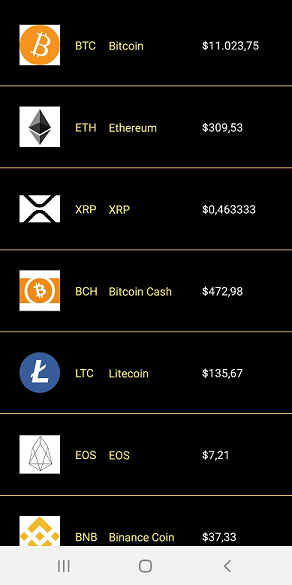 BTC Bitcoin $11.023,75
ETH Ethereum $309,53
XRP XRP $0,463333
BCH Bitcoin Cash $472,98
LTC Litecoin $135,67
EOS EOS $7,21
BNB Binance Coin $37,33